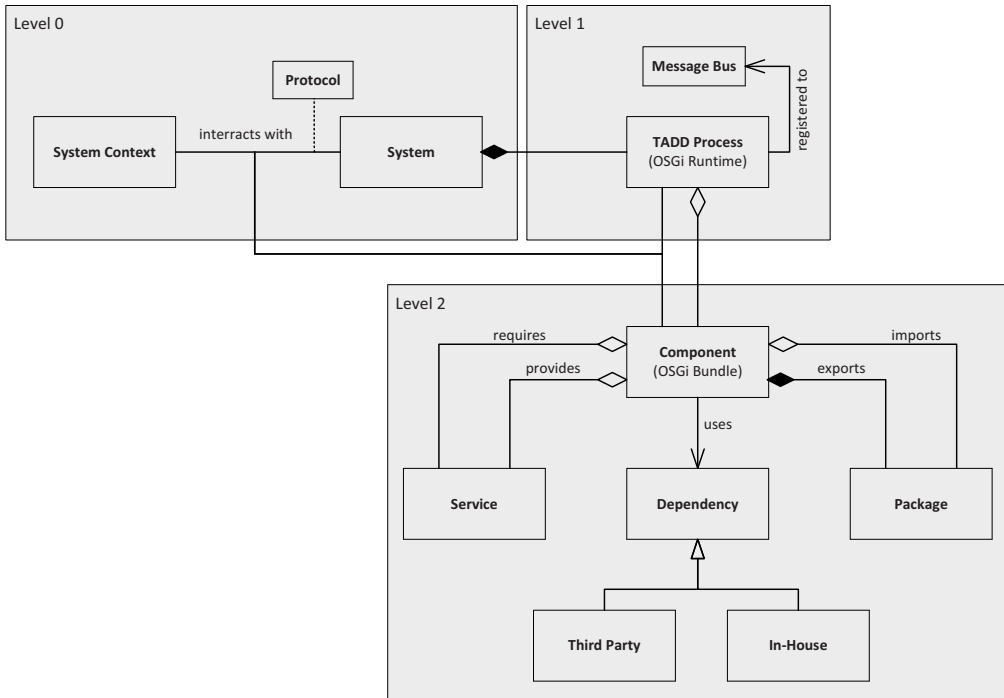 Level 0
Level 1
Message Bus
Protocol
registered to
interracts with
System Context
System
TADD Process
(OSGi Runtime)
Level 2
requires
imports
Component
(OSGi Bundle)
provides
exports
uses
Service
Dependency
Package
Third Party
In-House